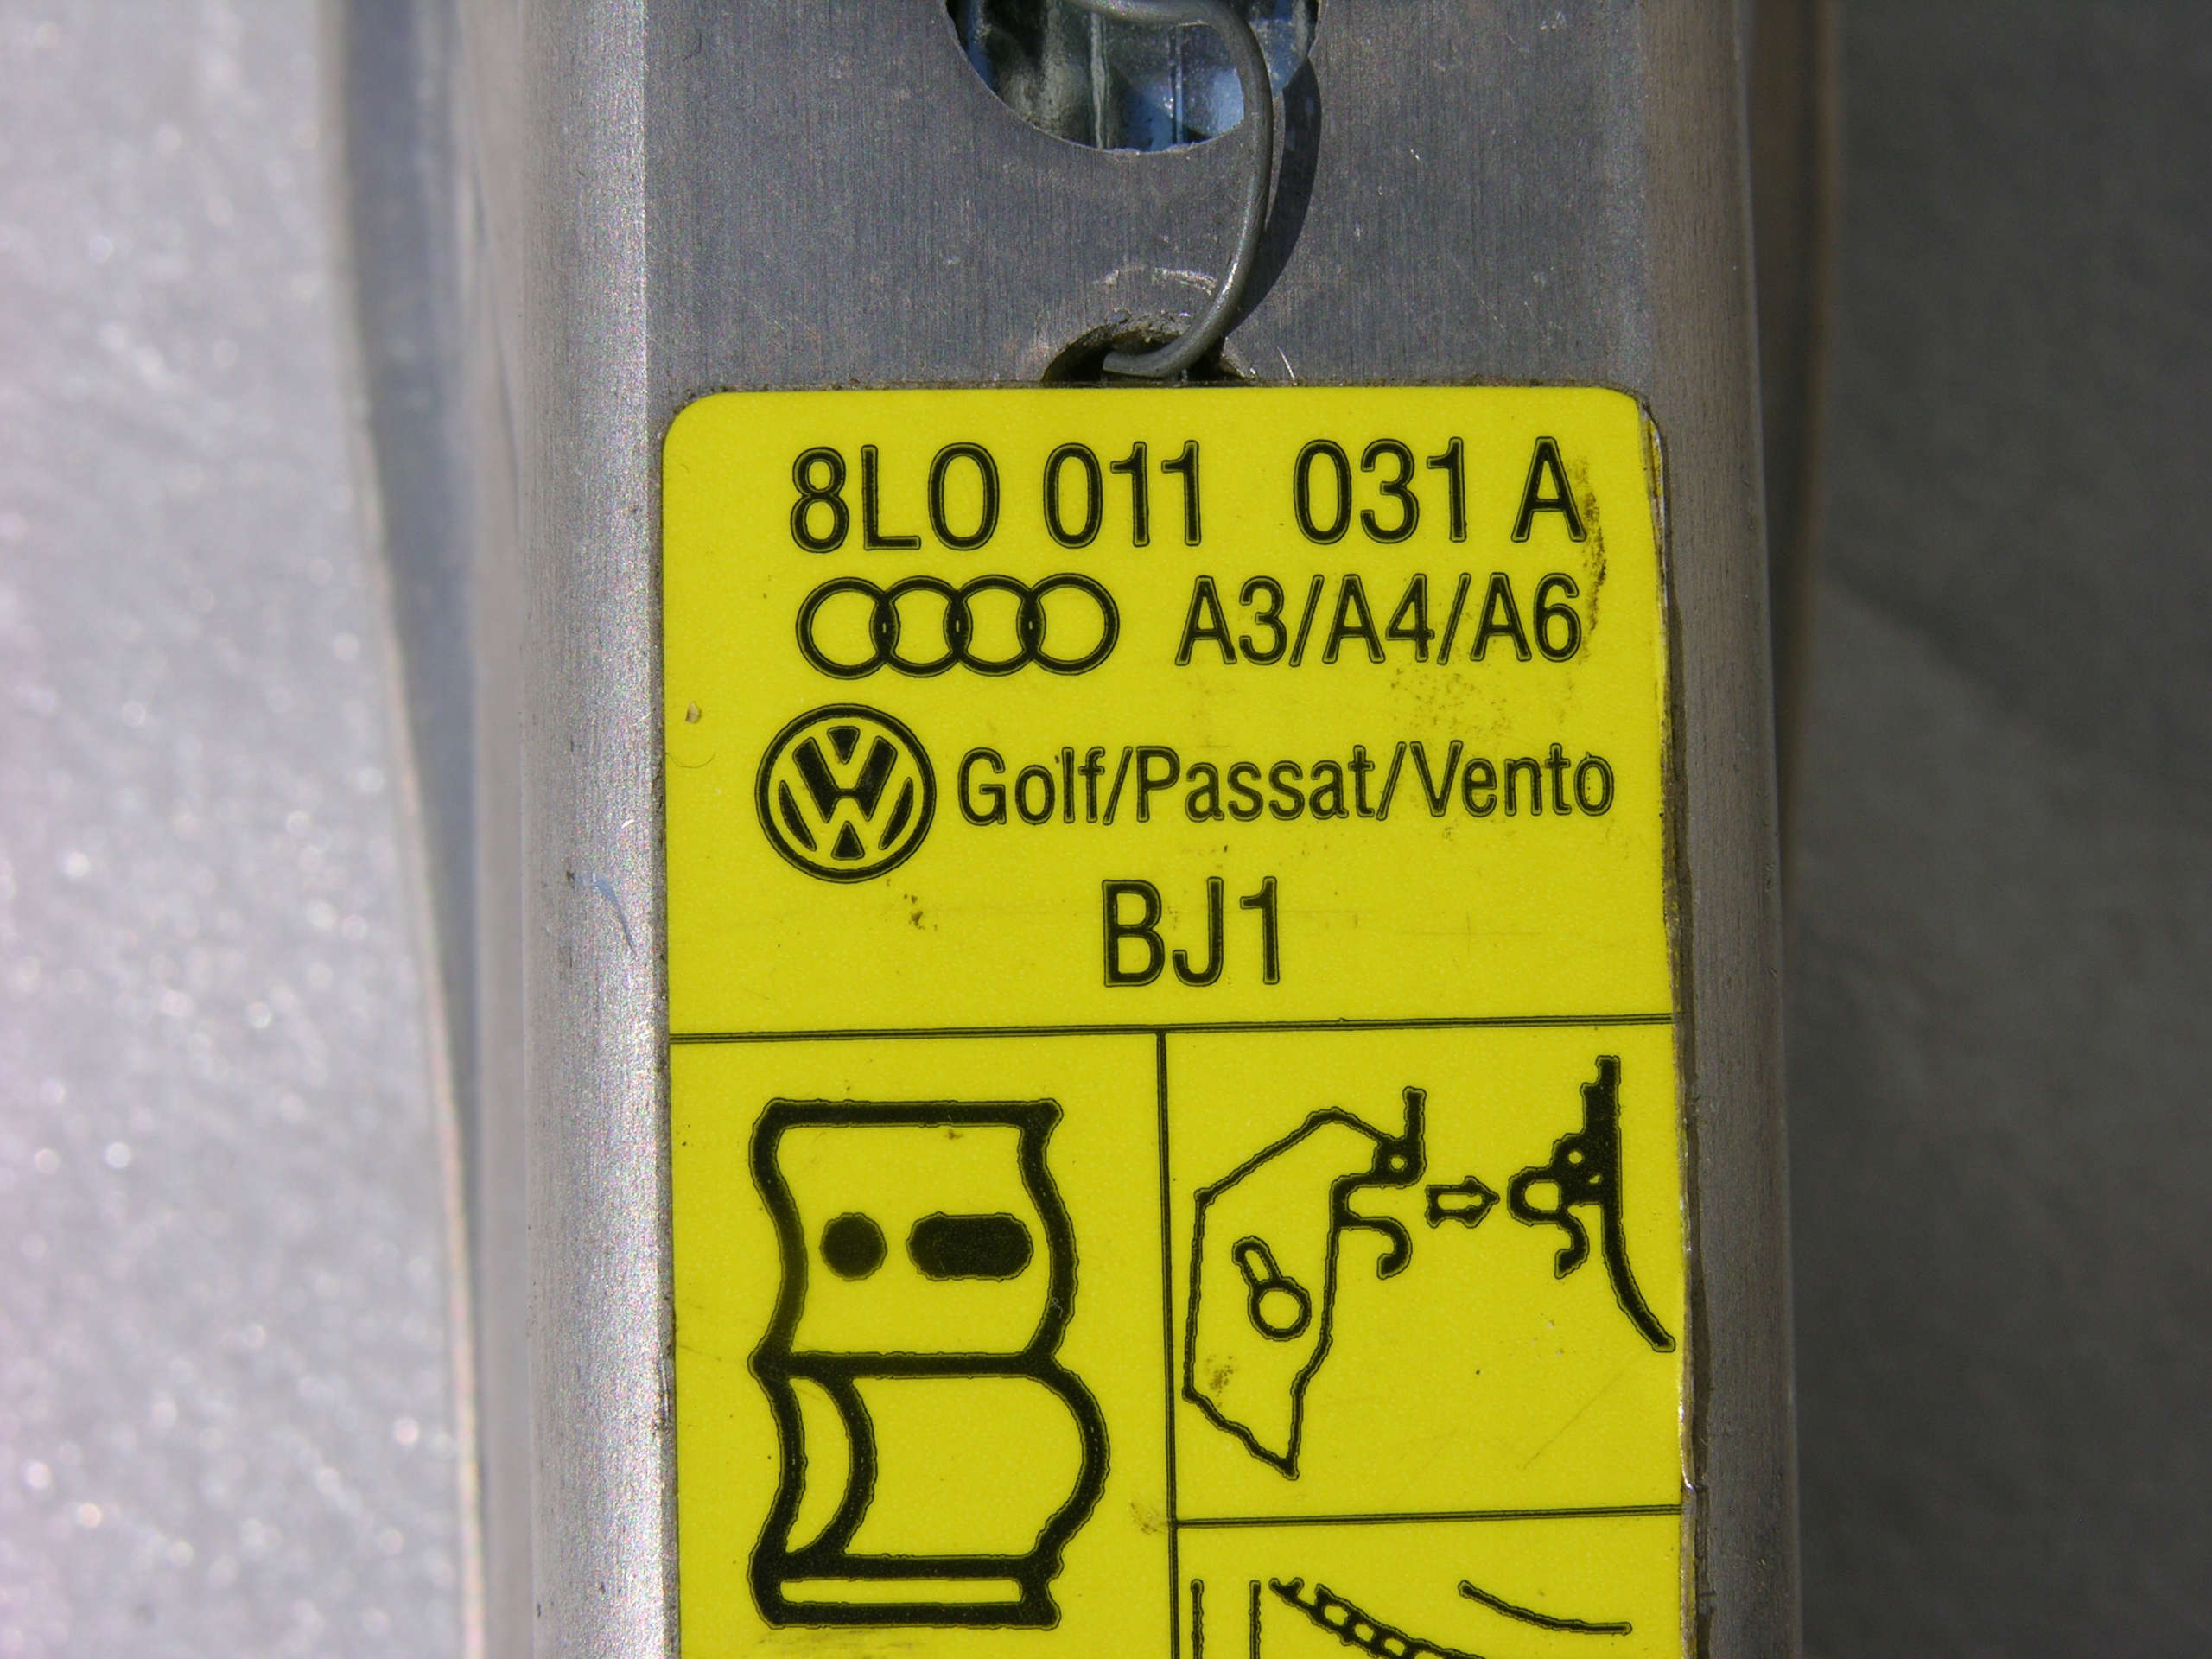 8L0 011 031 A
A3/A4/A6
Golf/Passat/Vento
BJ1